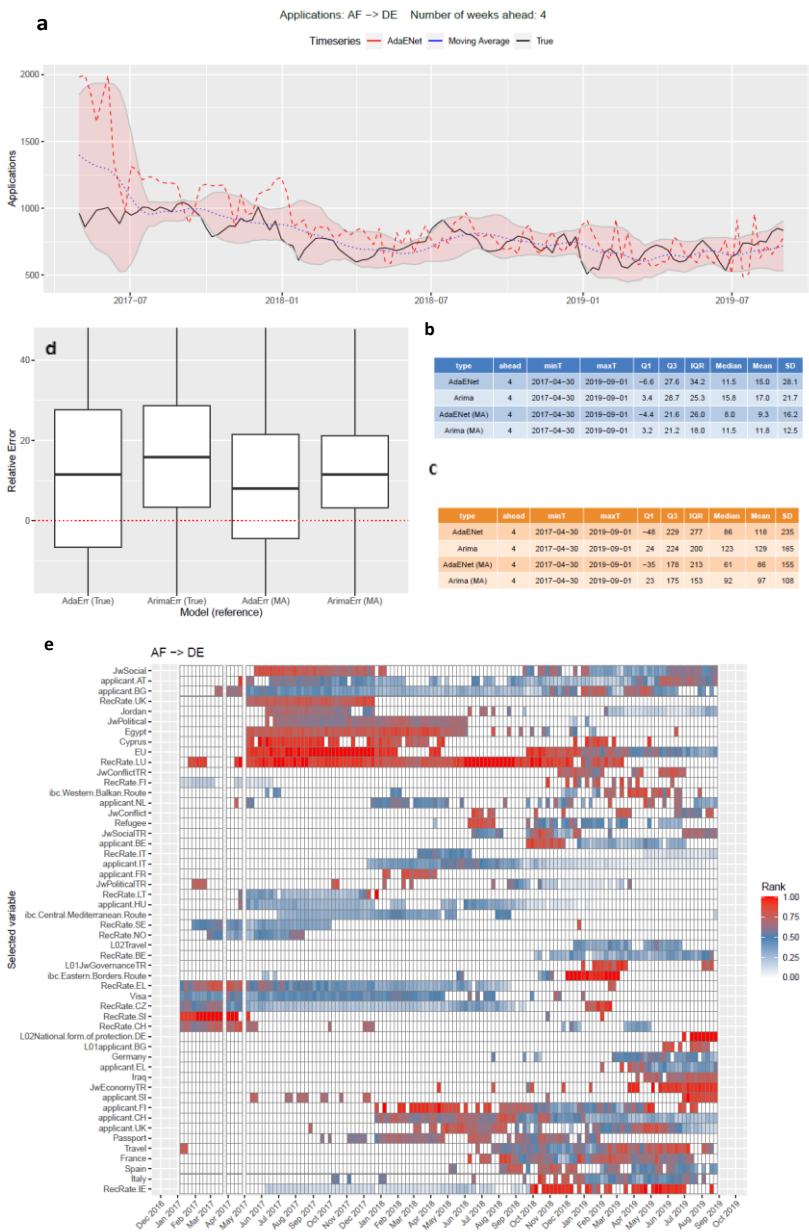 Applications: AF -> DE Number of weeks ahead: 4
a
Timeseries AdaENet Moving Average True
Applications
2000
1500
1000
500
2017-07 2018-01 2018-07 2019-01 2019-07
d
Relative Error
40
20
0
AdaErr (True) ArimaErr (True) AdaErr (MA) ArimaErr (MA)
Model (reference)
b
type ahead minT maxT Q1 Q3 IQR Median Mean SD
AdaENet 4 2017-04-30 2019-09-01 -6.6 27.6 34.2 11.5 15.0 28.1
Arima 4 2017-04-30 2019-09-01 3.4 28.7 25.3 15.8 17.0 21.7
AdaENet (MA) 4 2017-04-30 2019-09-01 -4.4 21.6 26.0 8.0 9.3 16.2
Arima (MA) 4 2017-04-30 2019-09-01 3.2 21.2 18.0 11.5 11.8 12.5
c
type ahead minT maxT Q1 Q3 IQR Median Mean SD
AdaENet 4 2017-04-30 2019-09-01 -48 229 277 86 118 235
Arima 4 2017-04-30 2019-09-01 24 224 200 123 129 165
AdaENet (MA) 4 2017-04-30 2019-09-01 -35 178 213 61 86 155
Arima (MA) 4 2017-04-30 2019-09-01 23 175 153 92 97 108
e
AF -> DE
Selected variable
JwSocial
applicant.AT
applicant.BG
RecRate.UK
Jordan
JwPolitical
Egypt
Cyprus
EU
RecRate.LU
JwConflictTR
RecRate.FI
ibc.Western.Balkan.Route
applicant.NL
JwConflict
Refugee
JwSocialTR
applicant.BE
RecRate.IT
applicant.IT
applicant.FR
JwPoliticalTR
RecRate.LT
applicant.HU
ibc.Central.Mediterranean.Route
RecRate.SE
RecRate.NO
L02Travel
RecRate.BE
L01JwGovernanceTR
ibc.Eastern.Borders.Route
RecRate.EL
Visa
RecRate.CZ
RecRate.SI
RecRate.CH
L02National.form.of.protection.DE
L01applicant.BG
Germany
applicant.EL
Iraq
JwEconomyTR
applicant.SI
applicant.FI
applicant.CH
applicant.UK
Passport
Travel
France
Spain
Italy
RecRate.IE
Rank
1.00
0.75
0.50
0.25
0.00
Dec 2016 Jan 2017 Feb 2017 Mar 2017 Apr 2017 May 2017 Jun 2017 Jul 2017 Aug 2017 Sep 2017 Oct 2017 Nov 2017 Dec 2017 Jan 2018 Feb 2018 Mar 2018 Apr 2018 May 2018 Jun 2018 Jul 2018 Aug 2018 Sep 2018 Oct 2018 Nov 2018 Dec 2018 Jan 2019 Feb 2019 Mar 2019 Apr 2019 May 2019 Jun 2019 Jul 2019 Aug 2019 Sep 2019 Oct 2019